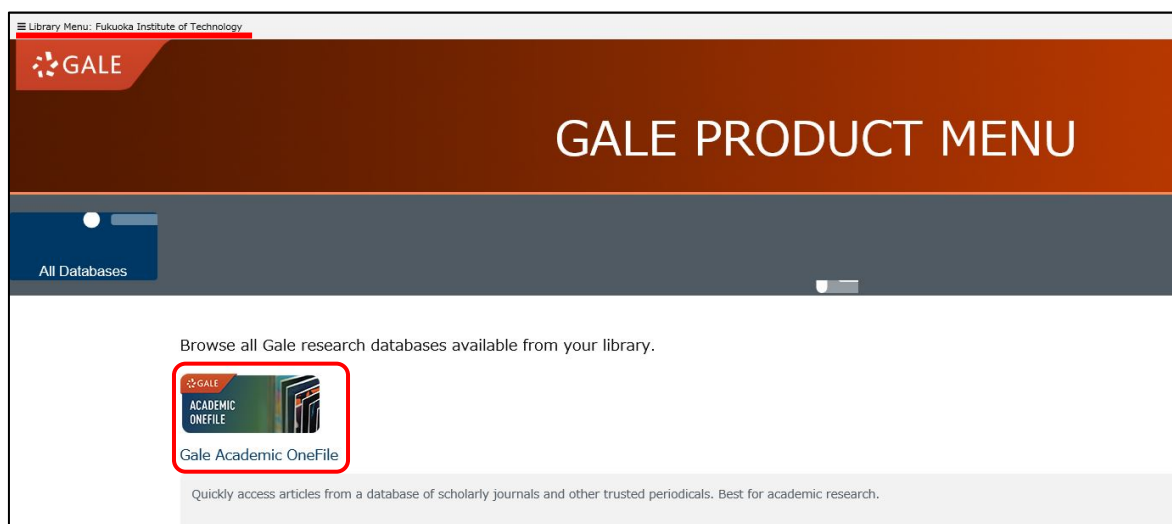 ☰ Library Menu: Fukuoka Institute of Technology
GALE
GALE PRODUCT MENU
All Databases
Browse all Gale research databases available from your library.
GALE
ACADEMIC
ONEFILE
Gale Academic OneFile
Quickly access articles from a database of scholarly journals and other trusted periodicals. Best for academic research.